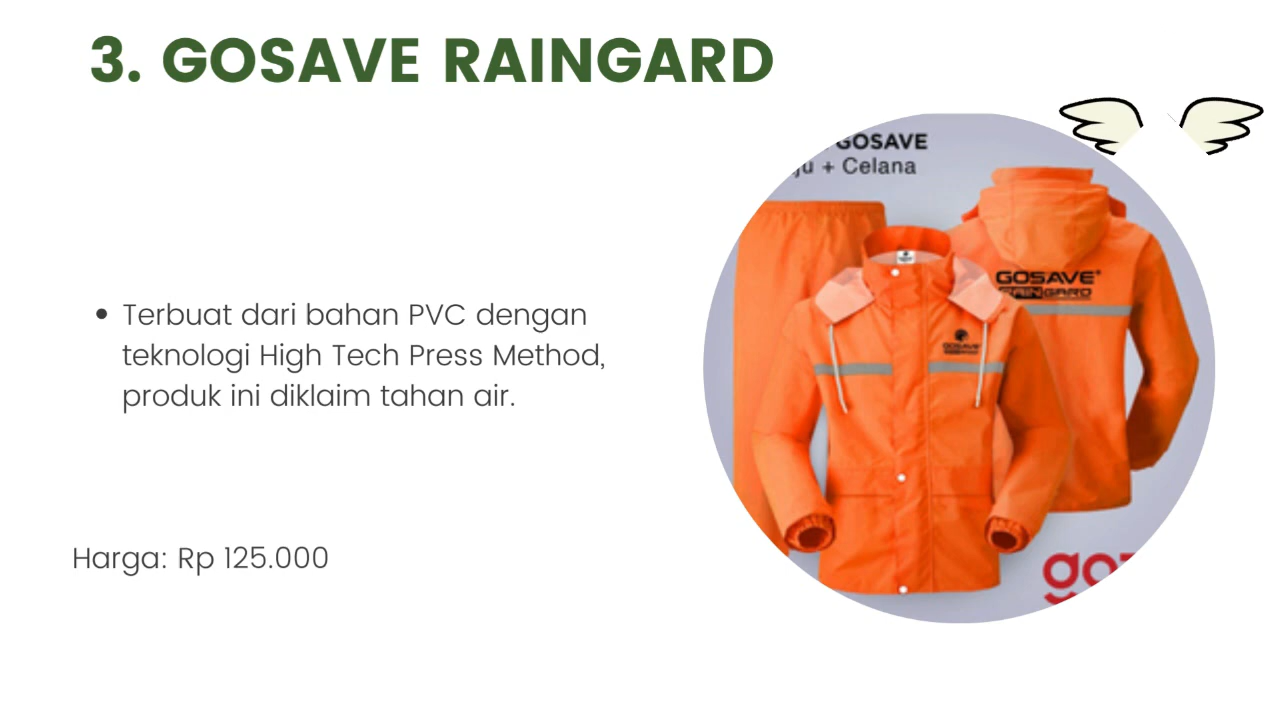 3. GOSAVE RAINGARD
GOSAVE
+ Celana
GOSAVE
RAINGARD
GOSAVE
• Terbuat dari bahan PVC dengan
teknologi High Tech Press Method,
produk ini diklaim tahan air.
Harga: Rp 125.000